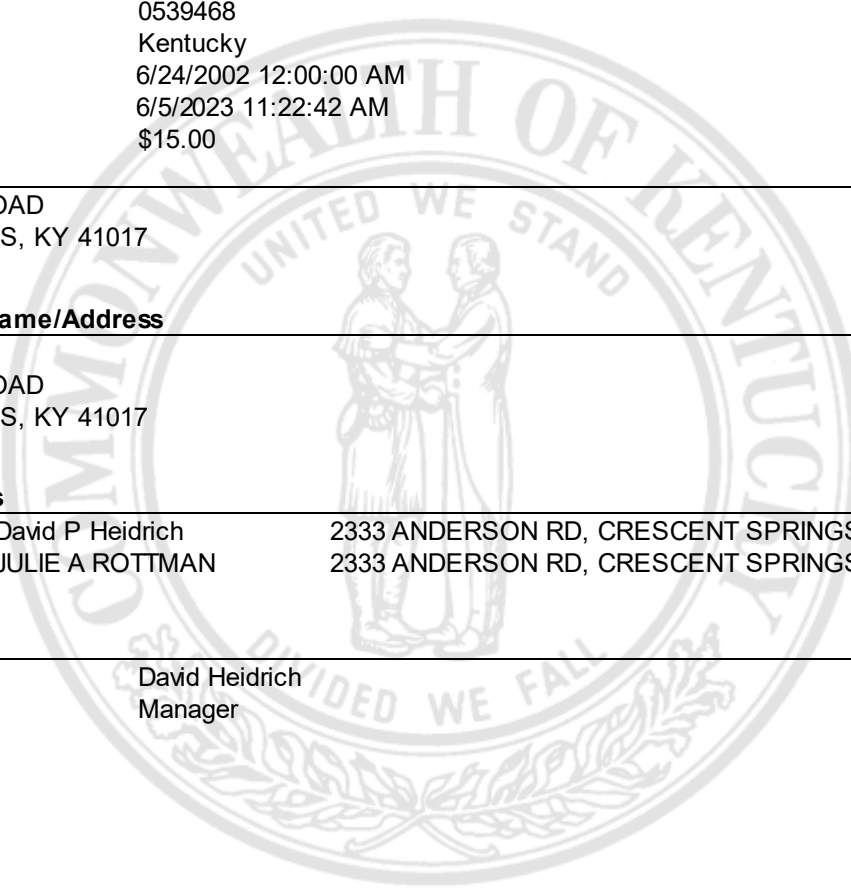 0539468
Kentucky
6/24/2002 12:00:00 AM
6/5/2023 11:22:42 AM
$15.00
OAD
S, KY 41017
ame/Address
OAD
S, KY 41017
s
David P Heidrich 2333 ANDERSON RD, CRESCENT SPRINGS
JULIE A ROTTMAN 2333 ANDERSON RD, CRESCENT SPRINGS
David Heidrich
Manager
COMMONWEALTH OF KENTUCKY
UNITED WE STAND
DIVIDED WE FALL